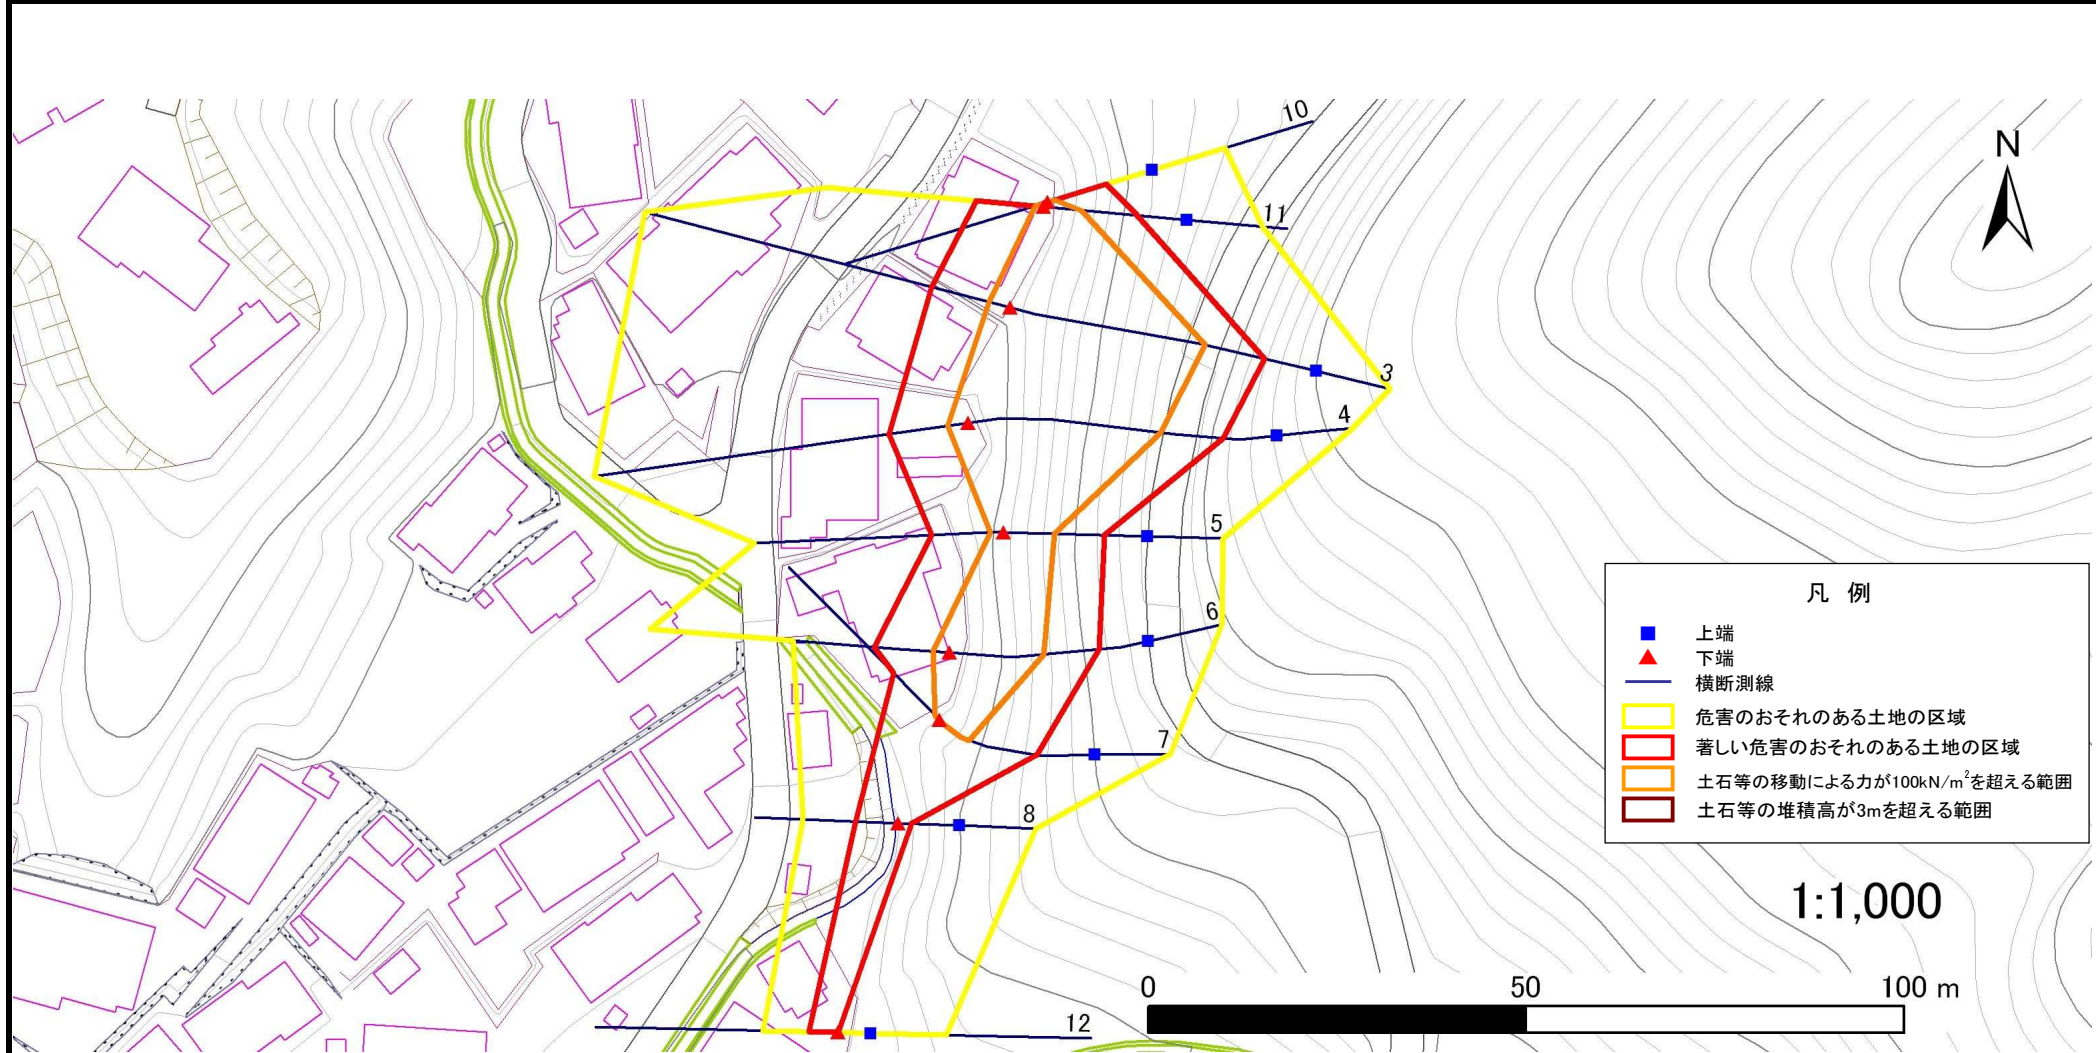 10
N
11
3
4
5
6
7
8
12
凡 例
上端
下端
横断測線
危害のおそれのある土地の区域
著しい危害のおそれのある土地の区域
土石等の移動による力が100kN/m²を超える範囲
土石等の堆積高が3mを超える範囲
1:1,000
0 50 100 m